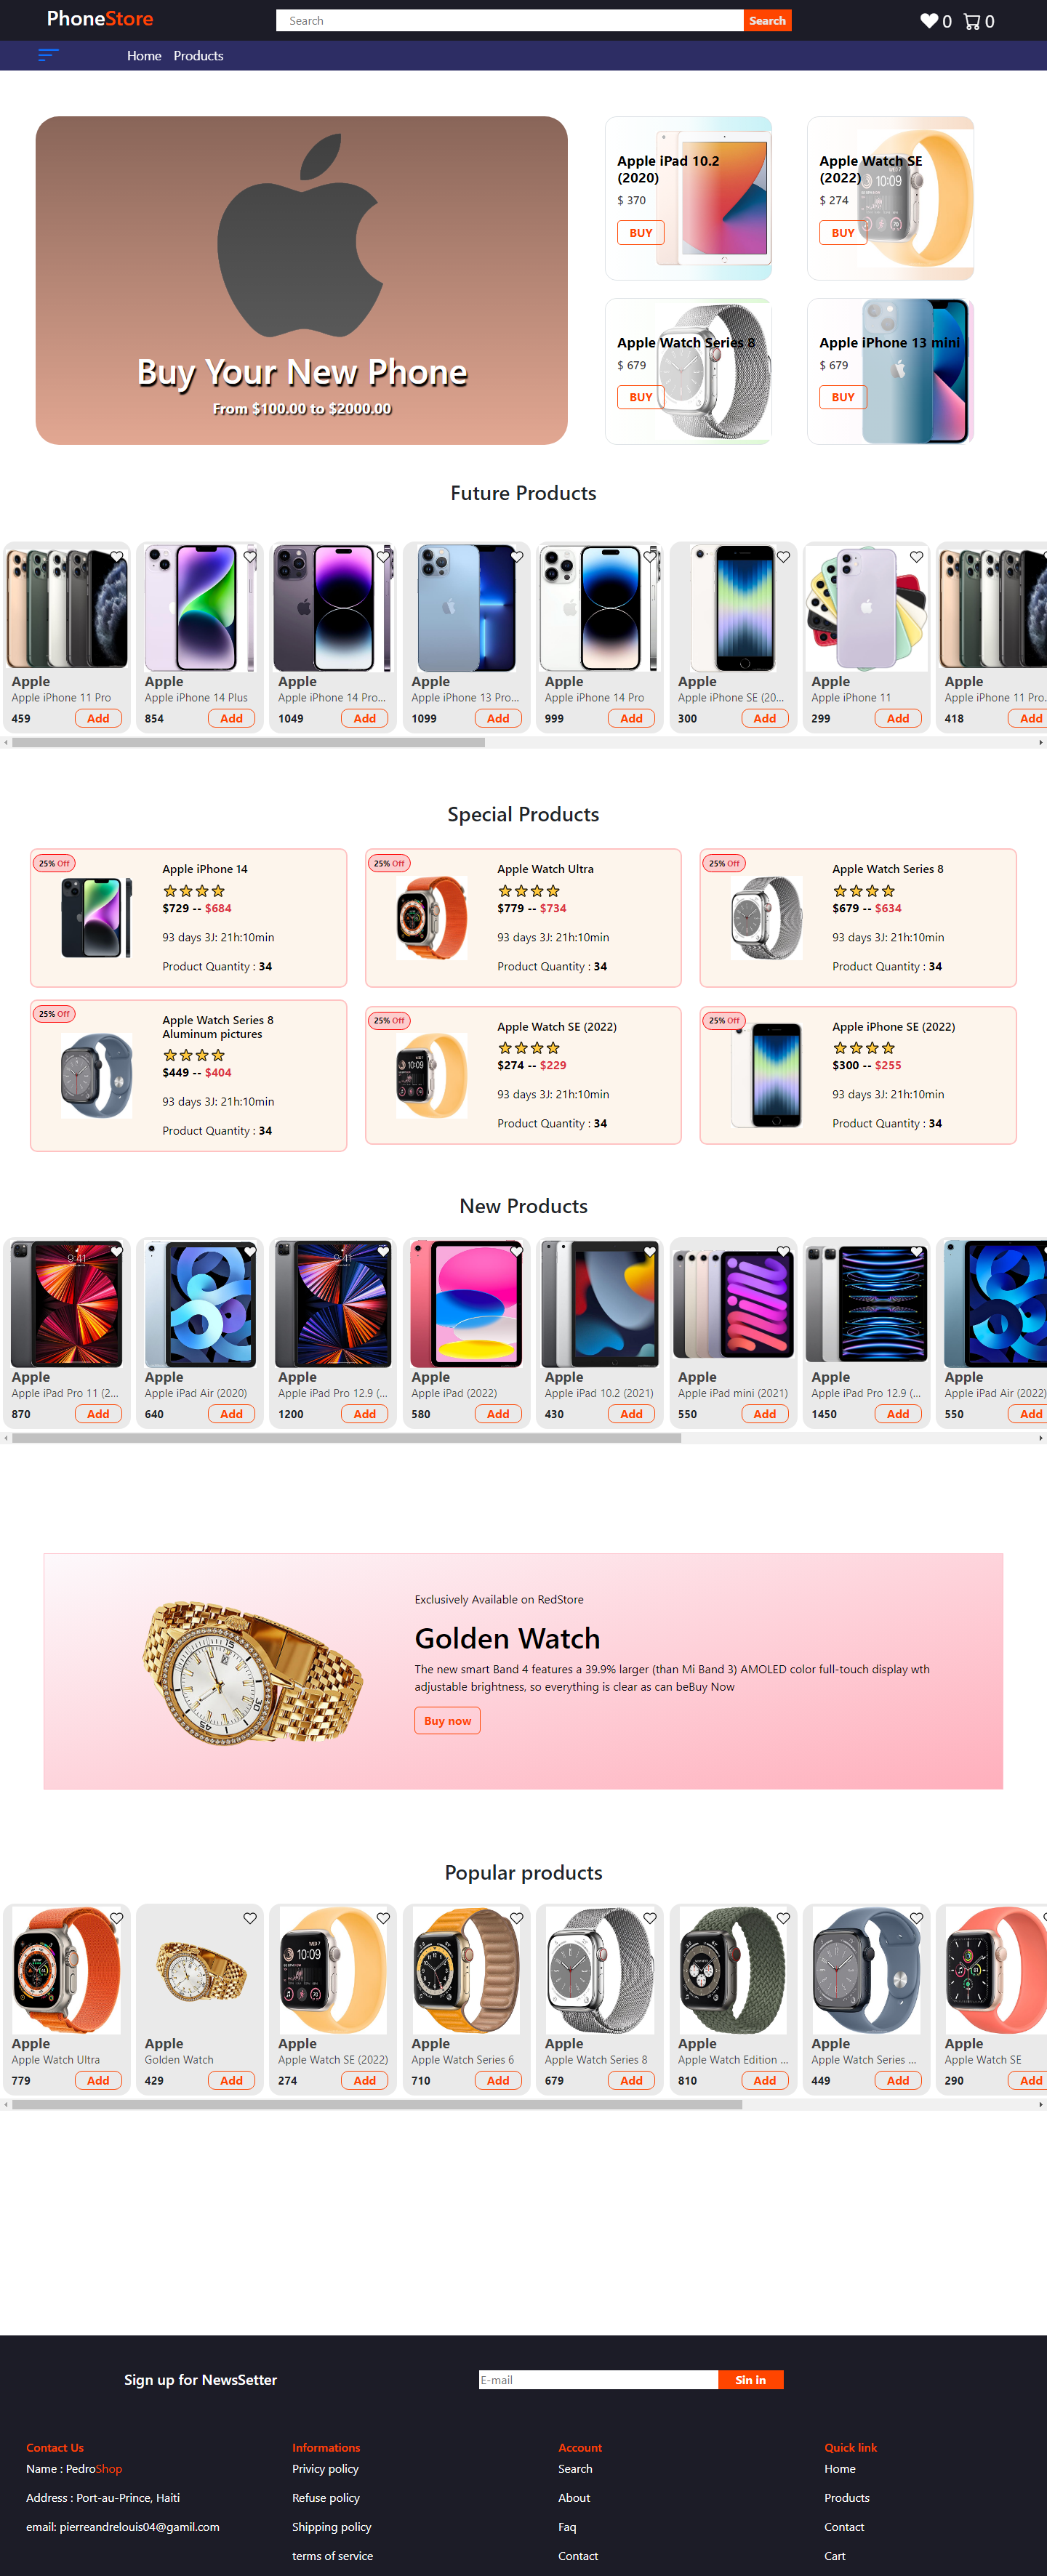 PhoneStore
Search
Search
0
0
Home
Products
Buy Your New Phone
From $100.00 to $2000.00
Apple iPad 10.2
(2020)
$ 370
BUY
Apple Watch SE
(2022)
$ 274
BUY
Apple Watch Series 8
$ 679
BUY
Apple iPhone 13 mini
$ 679
BUY
Future Products
Apple
Apple iPhone 11 Pro
459
Add
Apple
Apple iPhone 14 Plus
854
Add
Apple
Apple iPhone 14 Pro...
1049
Add
Apple
Apple iPhone 13 Pro...
1099
Add
Apple
Apple iPhone 14 Pro
999
Add
Apple
Apple iPhone SE (20...
300
Add
Apple
Apple iPhone 11
299
Add
Apple
Apple iPhone 11 Pro.
418
Add
Special Products
25% Off
Apple iPhone 14
$729 -- $684
93 days 3J: 21h:10min
Product Quantity : 34
25% Off
Apple Watch Ultra
$779 -- $734
93 days 3J: 21h:10min
Product Quantity : 34
25% Off
Apple Watch Series 8
$679 -- $634
93 days 3J: 21h:10min
Product Quantity : 34
25% Off
Apple Watch Series 8
Aluminum pictures
$449 -- $404
93 days 3J: 21h:10min
Product Quantity : 34
25% Off
Apple Watch SE (2022)
$274 -- $229
93 days 3J: 21h:10min
Product Quantity : 34
25% Off
Apple iPhone SE (2022)
$300 -- $255
93 days 3J: 21h:10min
Product Quantity : 34
New Products
Apple
Apple iPad Pro 11 (2...
870
Add
Apple
Apple iPad Air (2020)
640
Add
Apple
Apple iPad Pro 12.9 (...
1200
Add
Apple
Apple iPad (2022)
580
Add
Apple
Apple iPad 10.2 (2021)
430
Add
Apple
Apple iPad mini (2021)
550
Add
Apple
Apple iPad Pro 12.9 (...
1450
Add
Apple
Apple iPad Air (2022)
550
Add
Exclusively Available on RedStore
Golden Watch
The new smart Band 4 features a 39.9% larger (than Mi Band 3) AMOLED color full-touch display wth
adjustable brightness, so everything is clear as can beBuy Now
Buy now
Popular products
Apple
Apple Watch Ultra
779
Add
Apple
Golden Watch
429
Add
Apple
Apple Watch SE (2022)
274
Add
Apple
Apple Watch Series 6
710
Add
Apple
Apple Watch Series 8
679
Add
Apple
Apple Watch Edition ...
810
Add
Apple
Apple Watch Series ...
449
Add
Apple
Apple Watch SE
290
Add
Sign up for NewsSetter
E-mail
Sin in
Contact Us
Name : PedroShop
Address : Port-au-Prince, Haiti
email: pierreandrelouis04@gamil.com
Informations
Privicy policy
Refuse policy
Shipping policy
terms of service
Account
Search
About
Faq
Contact
Quick link
Home
Products
Contact
Cart